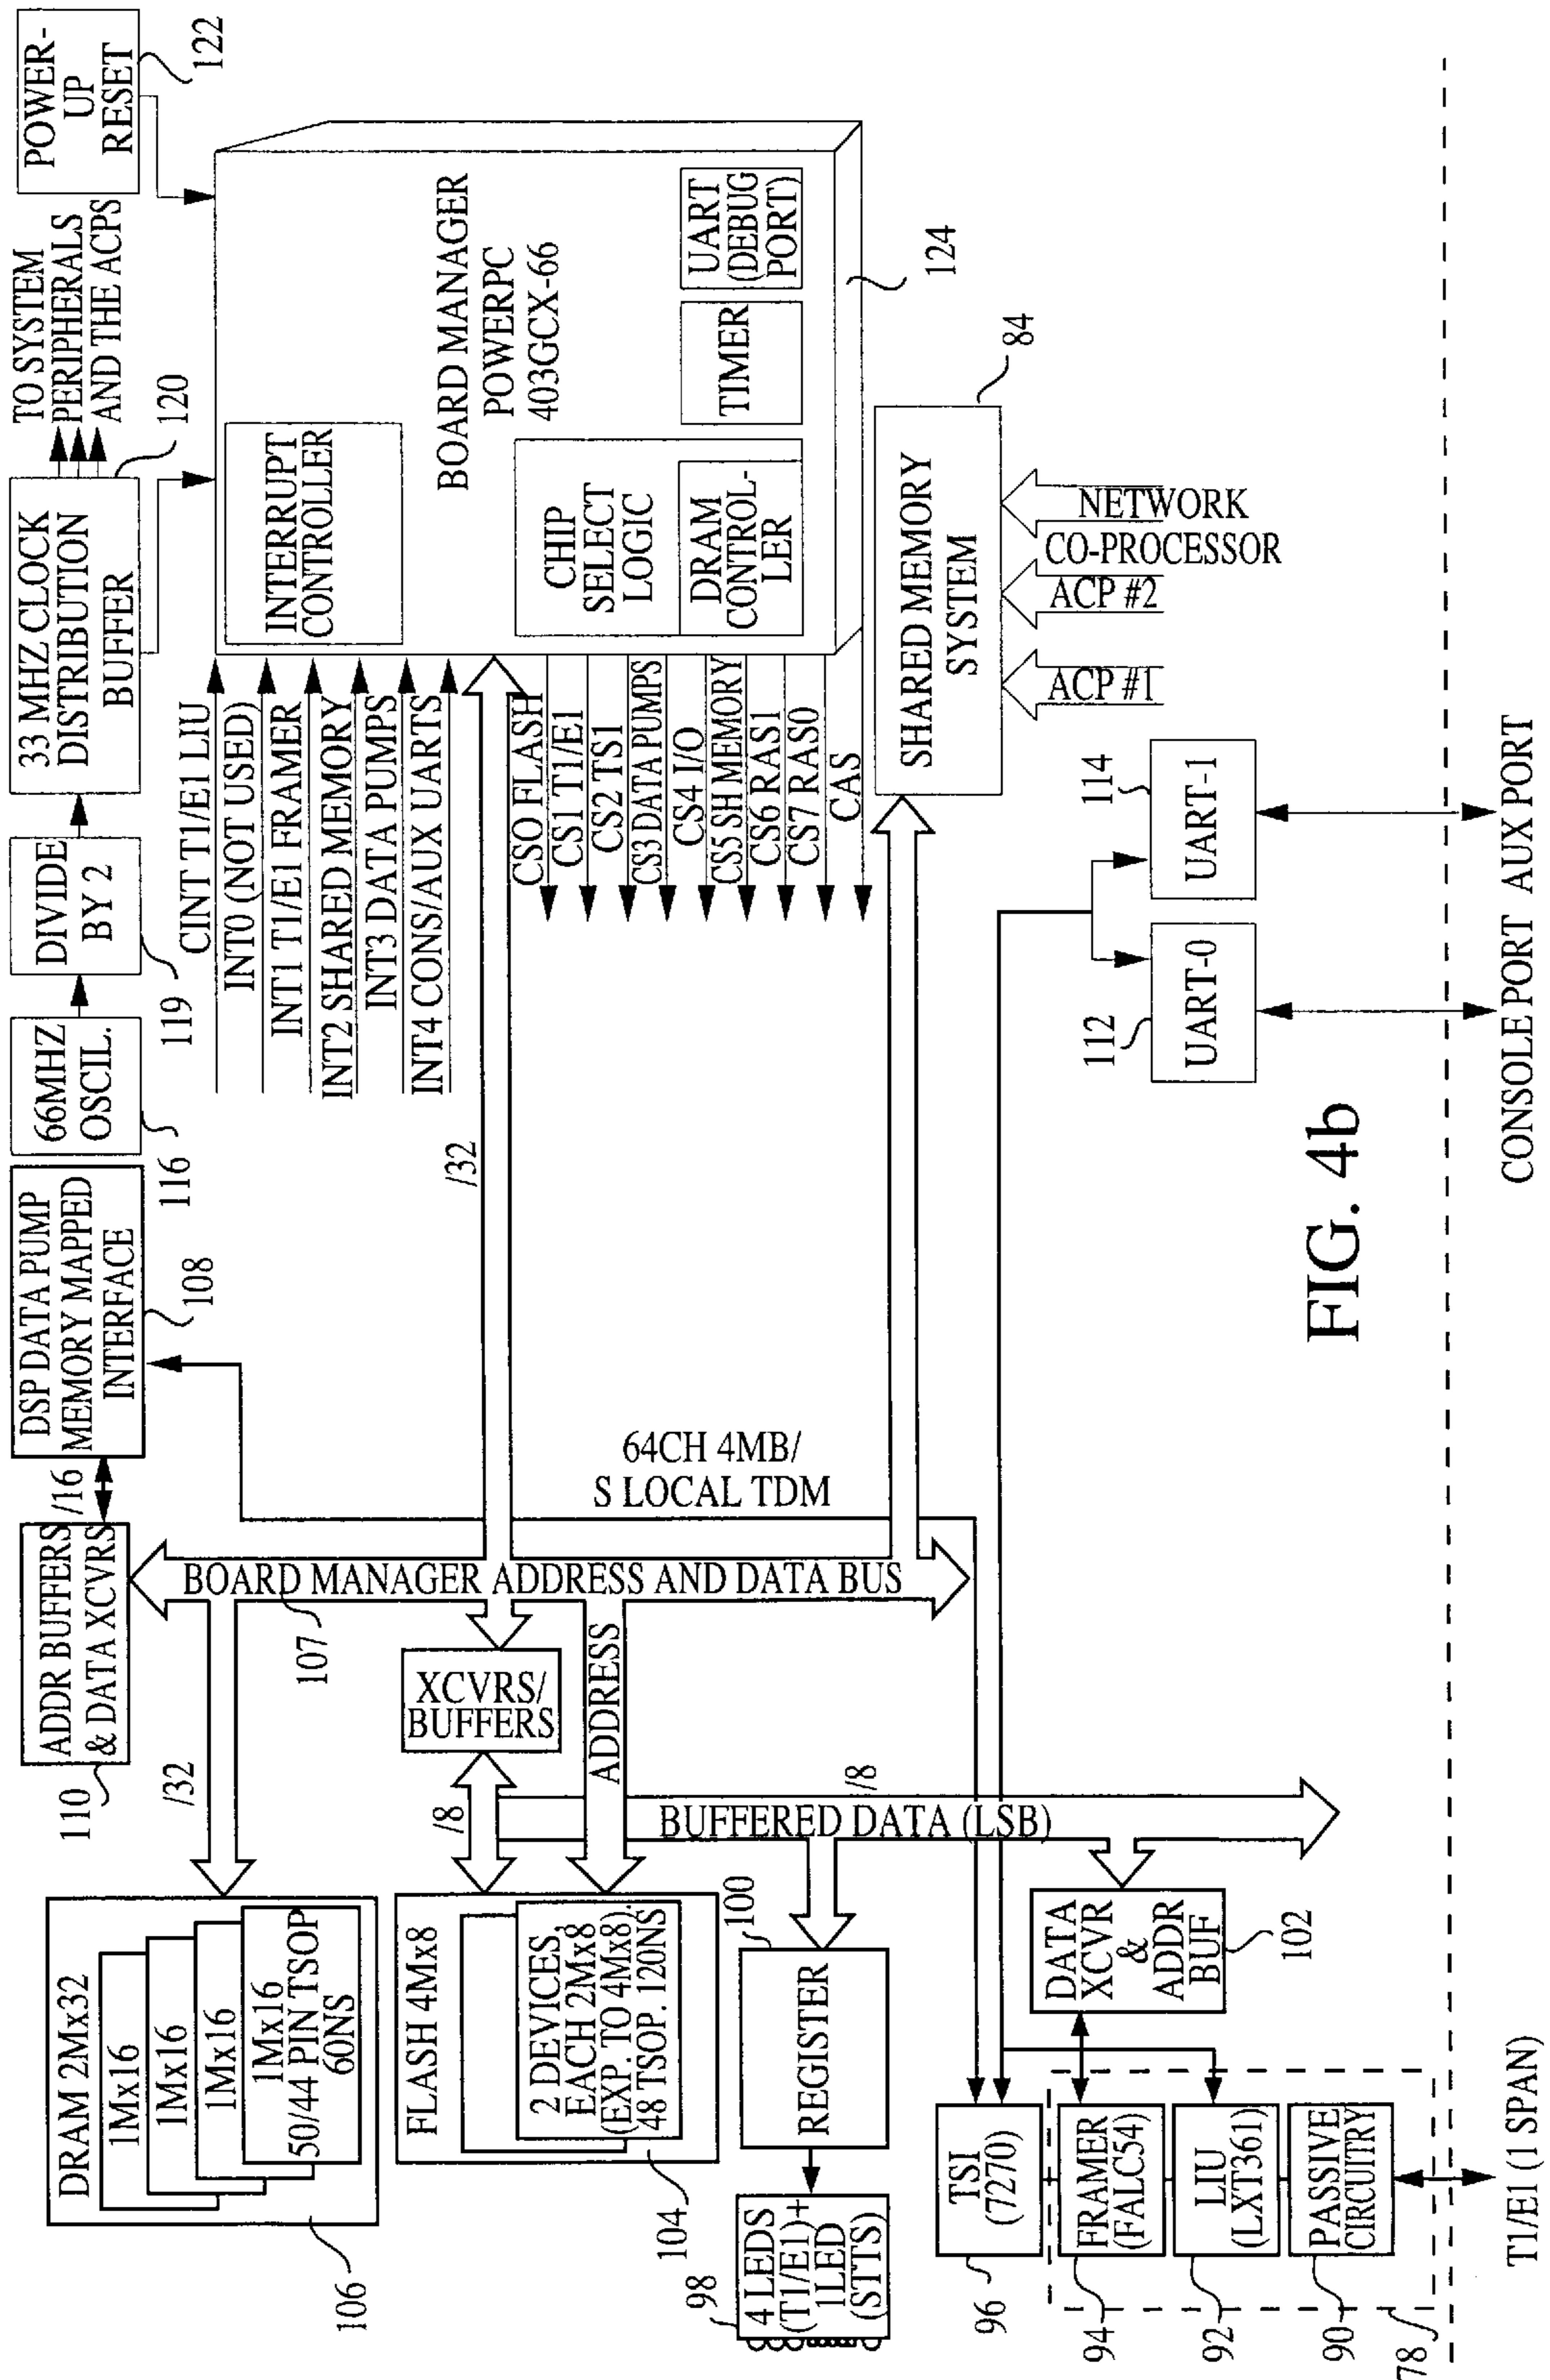 DRAM 2Mx32
1Mx16
1Mx16
1Mx16
1Mx16
50/44 PIN TSOP
60NS
106
/32
ADDR BUFFERS
& DATA XCVRS
110
/16
DSP DATA PUMP
MEMORY MAPPED
INTERFACE
108
66MHZ
OSCIL.
116
DIVIDE
BY 2
119
33 MHZ CLOCK
DISTRIBUTION
BUFFER
120
TO SYSTEM
PERIPHERALS
AND THE ACPS
POWER-
UP
RESET
122
BOARD MANAGER ADDRESS AND DATA BUS
107
CINT T1/E1 LIU
INT0 (NOT USED)
INT1 T1/E1 FRAMER
INT2 SHARED MEMORY
INT3 DATA PUMPS
INT4 CONS/AUX UARTS
/32
INTERRUPT
CONTROLLER
BOARD MANAGER
POWERPC
403GCX-66
CHIP
SELECT
LOGIC
DRAM
CONTROL-
LER
TIMER
UART
(DEBUG
PORT)
124
CSO FLASH
CS1 T1/E1
CS2 TS1
CS3 DATA PUMPS
CS4 I/O
CS5 SH MEMORY
CS6 RAS1
CS7 RAS0
CAS
FLASH 4Mx8
2 DEVICES,
EACH 2Mx8
(EXP. TO 4Mx8).
48 TSOP. 120NS
104
/8
XCVRS/
BUFFERS
ADDRESS
64CH 4MB/
S LOCAL TDM
BUFFERED DATA (LSB)
/8
4 LEDS
(T1/E1)+
1LED
(STTS)
98
REGISTER
100
SHARED MEMORY
SYSTEM
84
ACP #1
ACP #2
NETWORK
CO-PROCESSOR
TSI
(7270)
96
FRAMER
(FALC54)
94
LIU
(LXT361)
92
PASSIVE
CIRCUITRY
90
78
DATA
XCVR
&
ADDR
BUF
102
112
UART-0
114
UART-1
FIG. 4b
T1/E1 (1 SPAN)
CONSOLE PORT
AUX PORT